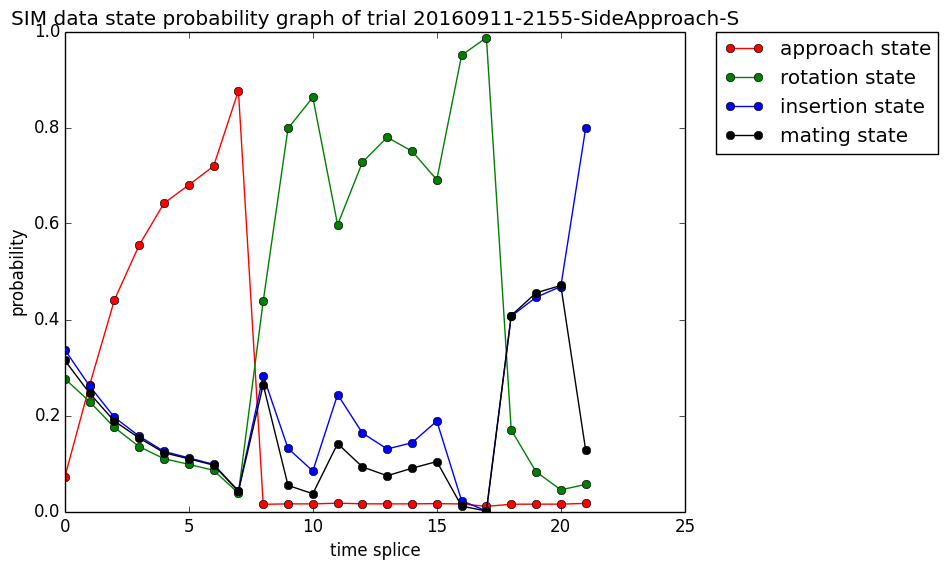 SIM data state probability graph of trial 20160911-2155-SideApproach-S
1.0
0.8
0.6
0.4
0.2
0.0
probability
0
5
10
15
20
25
time splice
approach state
rotation state
insertion state
mating state